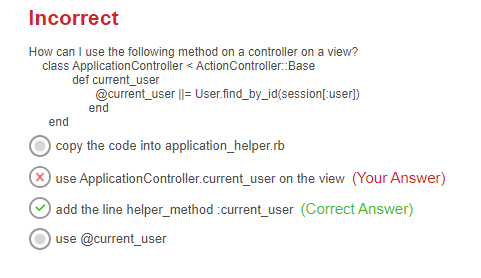 Incorrect
How can I use the following method on a controller on a view?
class ApplicationController < ActionController::Base
def current_user
@current_user ||= User.find_by_id(session[:user])
end
end
copy the code into application_helper.rb
use ApplicationController.current_user on the view (Your Answer)
add the line helper_method :current_user (Correct Answer)
use @current_user